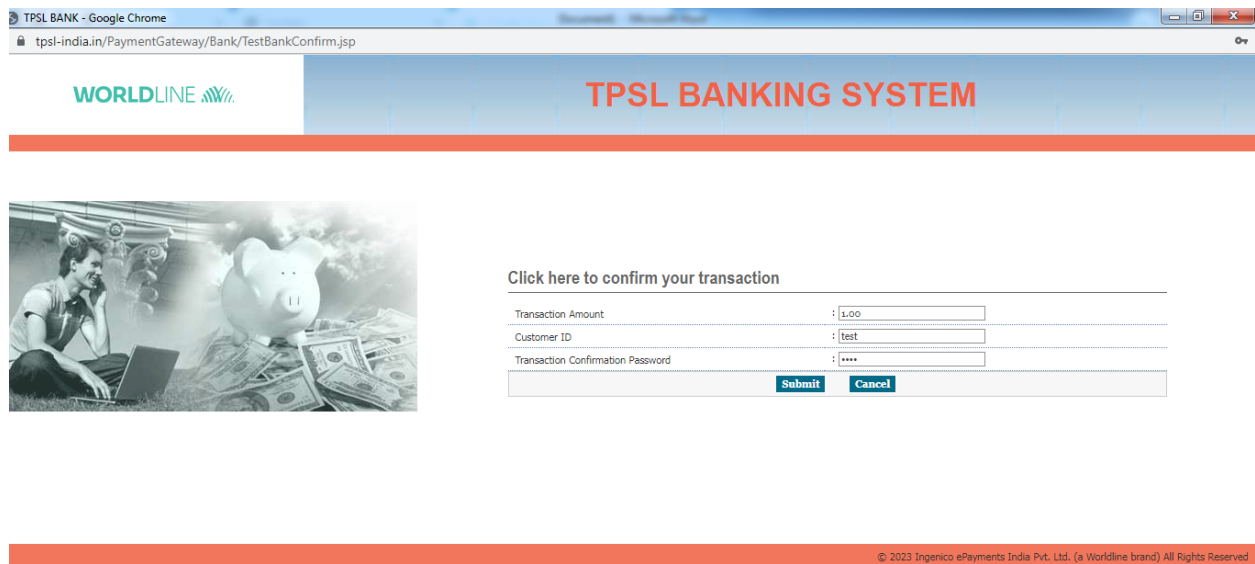 TPSL BANK - Google Chrome
tpsl-india.in/PaymentGateway/Bank/TestBankConfirm.jsp
WORLDLINE
TPSL BANKING SYSTEM
Click here to confirm your transaction
Transaction Amount : 1.00
Customer ID : test
Transaction Confirmation Password : ••••
Submit Cancel
© 2023 Ingenico ePayments India Pvt. Ltd. (a Worldline brand) All Rights Reserved